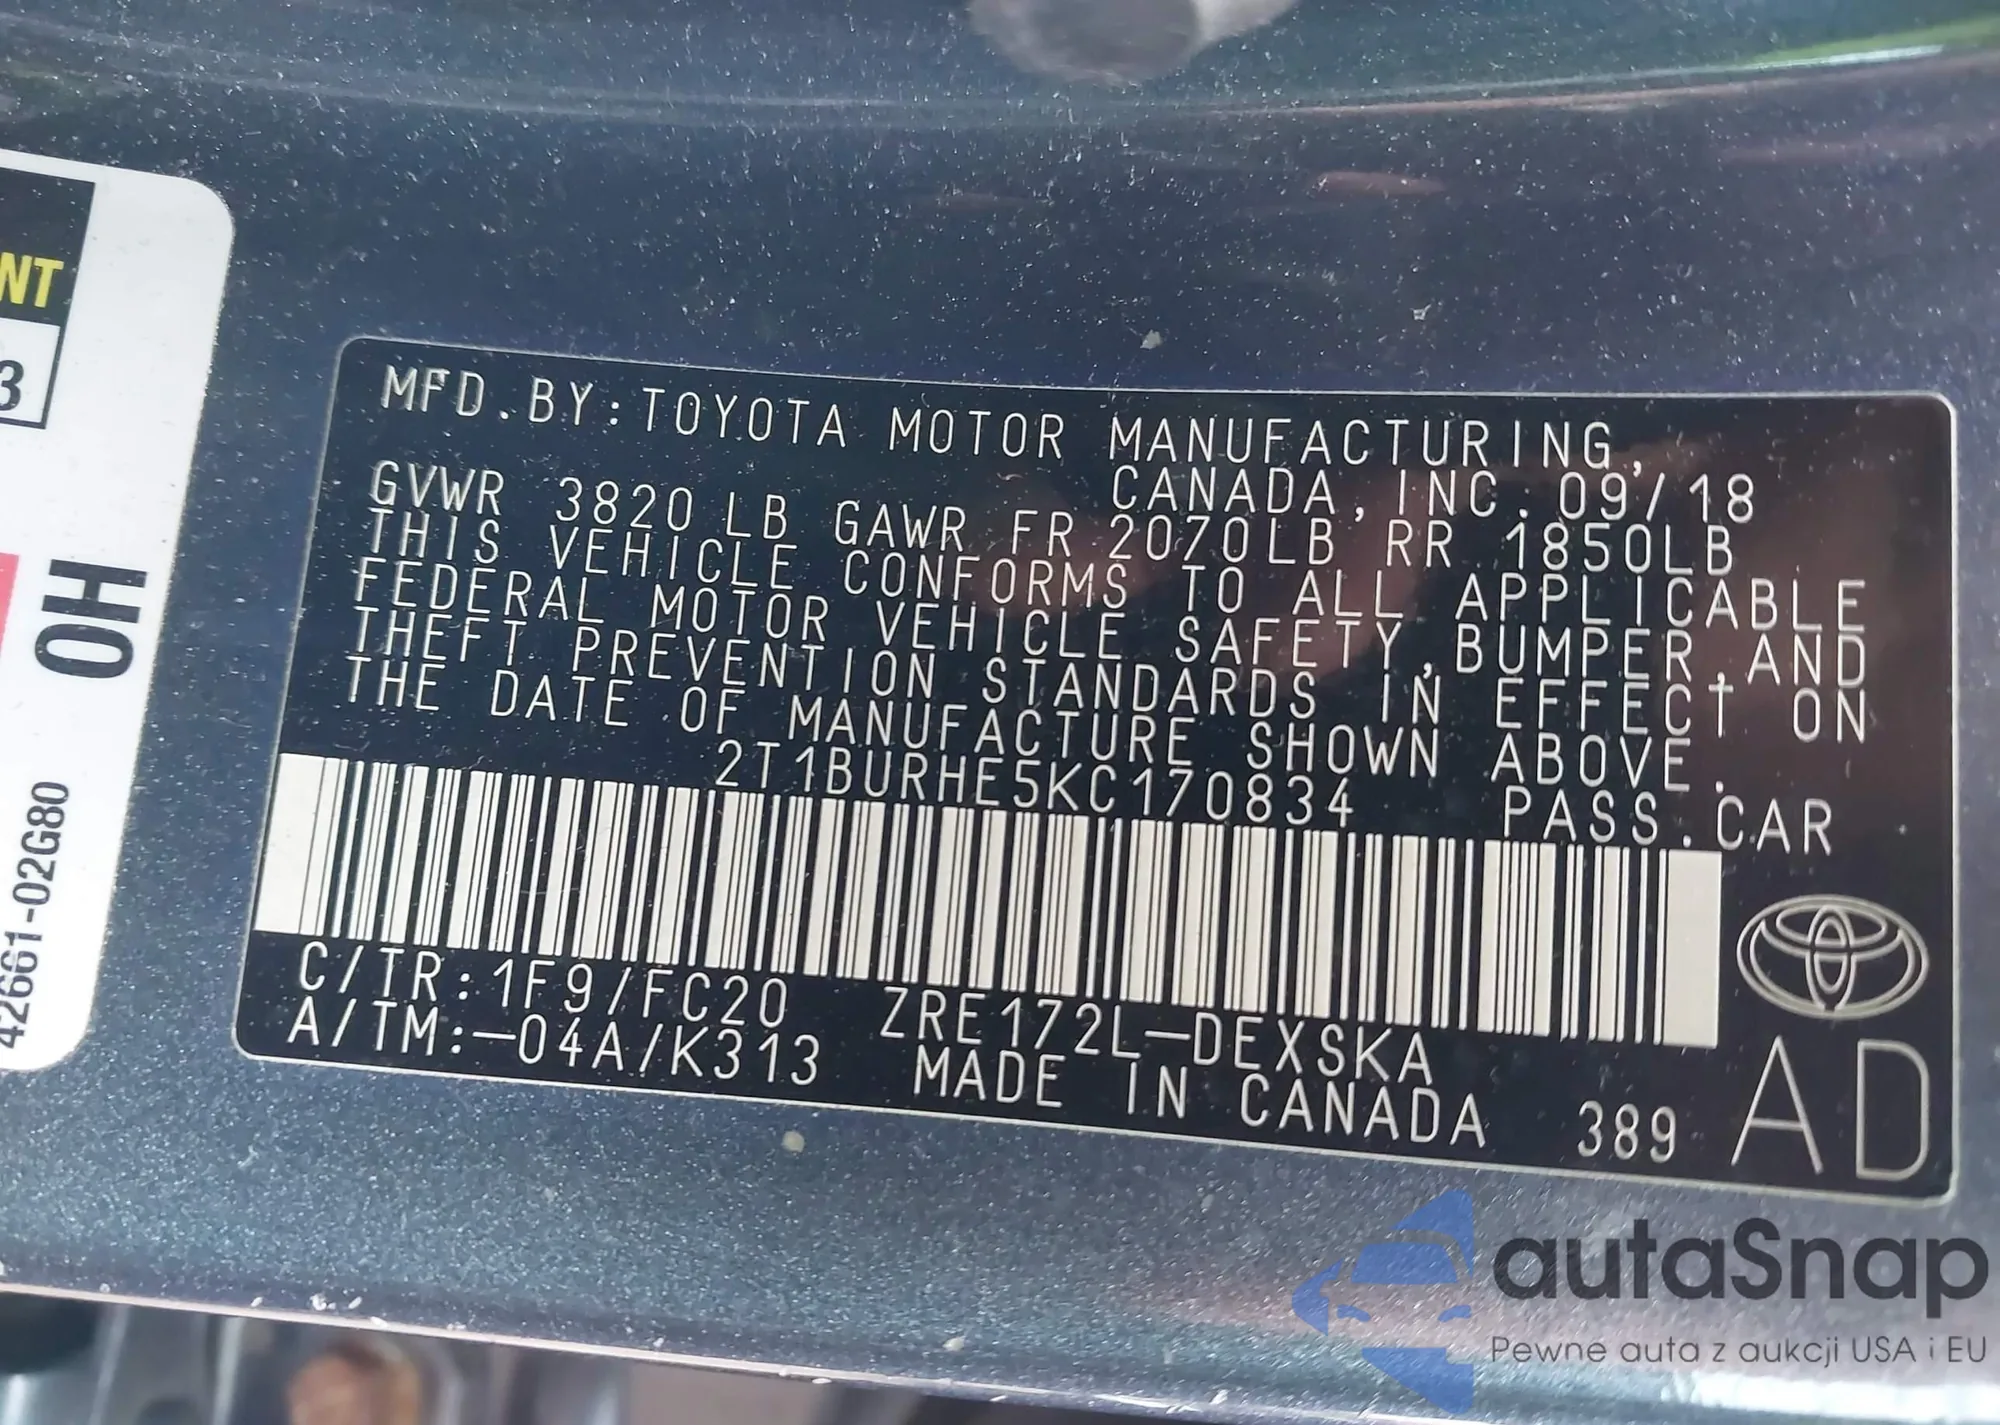 NT
3
OH
42661-02G80
MFD.BY:TOYOTA MOTOR MANUFACTURING,
CANADA,INC. 09/18
GVWR 3820 LB GAWR FR 2070LB RR 1850LB
THIS VEHICLE CONFORMS TO ALL APPLICABLE
FEDERAL MOTOR VEHICLE SAFETY,BUMPER,AND
THEFT PREVENTION STANDARDS IN EFFECT ON
THE DATE OF MANUFACTURE SHOWN ABOVE.
2T1BURHE5KC170834 PASS.CAR
C/TR:1F9/FC20 ZRE172L-DEXSKA
A/TM:-04A/K313 MADE IN CANADA 389
AD
autaSnap
Pewne auta z aukcji USA i EU